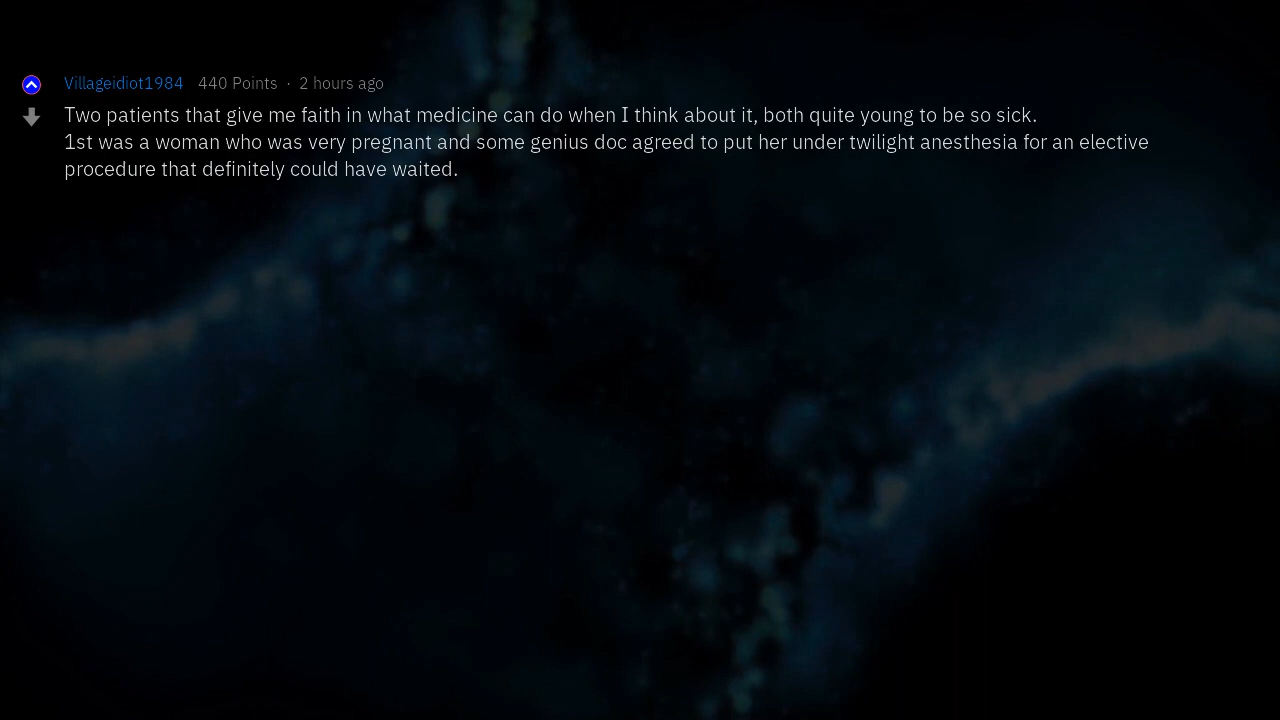 Villageidiot1984 440 Points · 2 hours ago
Two patients that give me faith in what medicine can do when I think about it, both quite young to be so sick.
1st was a woman who was very pregnant and some genius doc agreed to put her under twilight anesthesia for an elective
procedure that definitely could have waited.